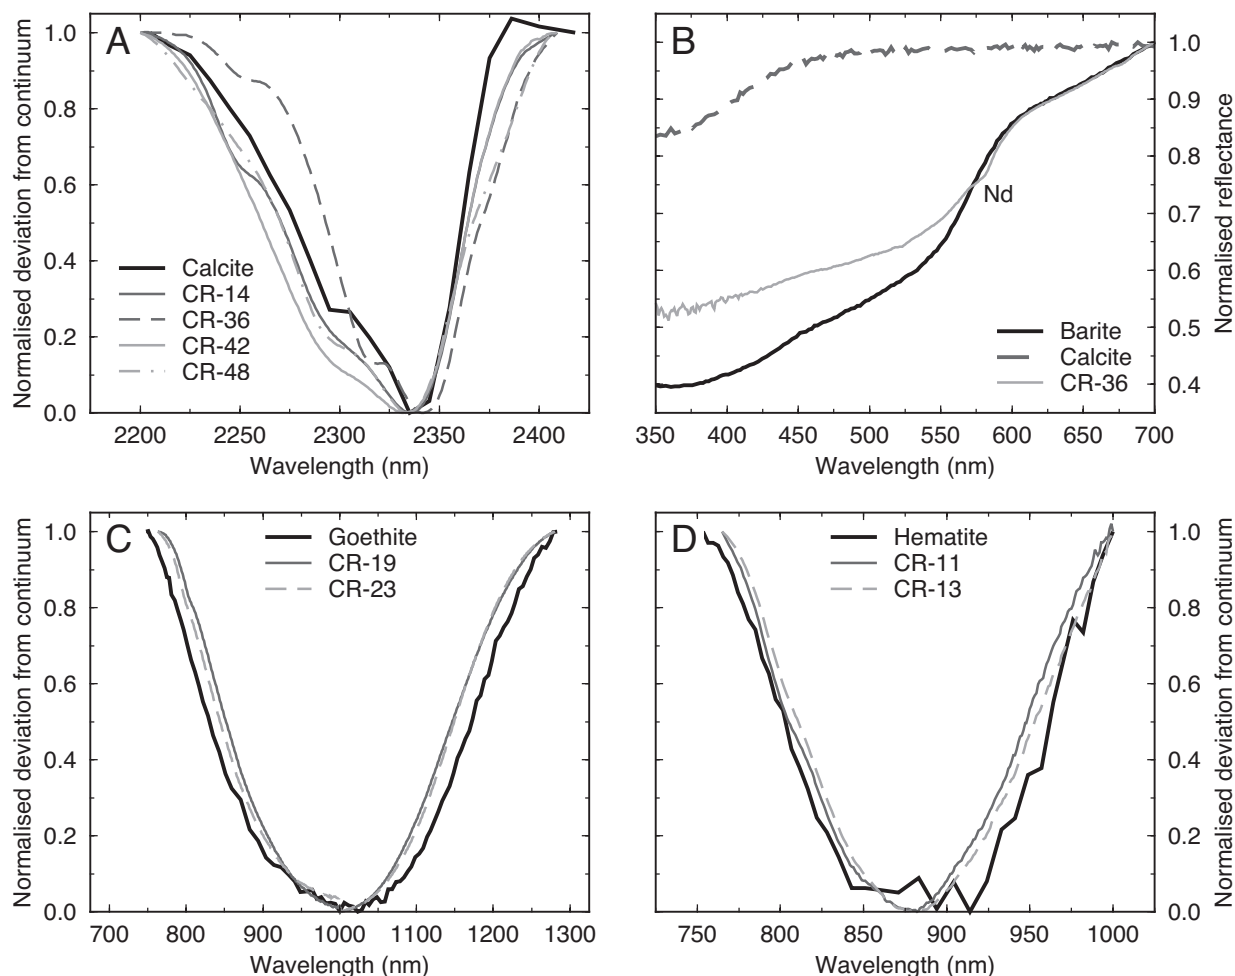 A
Normalised deviation from continuum
1.0
0.8
0.6
0.4
0.2
0.0
Calcite
CR-14
CR-36
CR-42
CR-48
2200 2250 2300 2350 2400
Wavelength (nm)
B
Nd
Barite
Calcite
CR-36
1.0
0.9
0.8
0.7
0.6
0.5
0.4
Normalised reflectance
350 400 450 500 550 600 650 700
Wavelength (nm)
C
Normalised deviation from continuum
1.0
0.8
0.6
0.4
0.2
0.0
Goethite
CR-19
CR-23
700 800 900 1000 1100 1200 1300
Wavelength (nm)
D
Hematite
CR-11
CR-13
1.0
0.8
0.6
0.4
0.2
0.0
Normalised deviation from continuum
750 800 850 900 950 1000
Wavelength (nm)